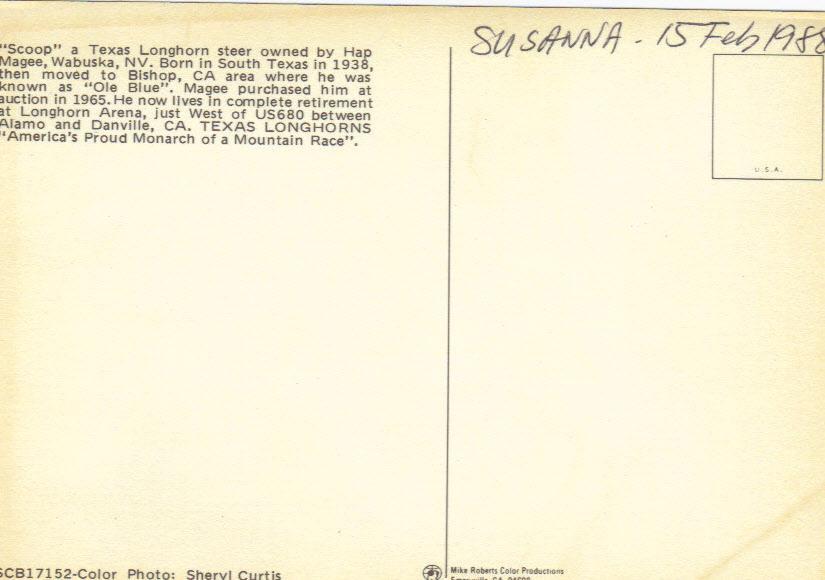 "Scoop" a Texas Longhorn steer owned by Hap
Magee, Wabuska, NV. Born in South Texas in 1938,
then moved to Bishop, CA area where he was
known as "Ole Blue". Magee purchased him at
auction in 1965. He now lives in complete retirement
at Longhorn Arena, just West of US680 between
Alamo and Danville, CA. TEXAS LONGHORNS
"America's Proud Monarch of a Mountain Race".
SUSANNA - 15 Feb 1988
U.S.A.
SCB17152-Color Photo: Sheryl Curtis
Mike Roberts Color Productions
Emeryville, CA. 94608